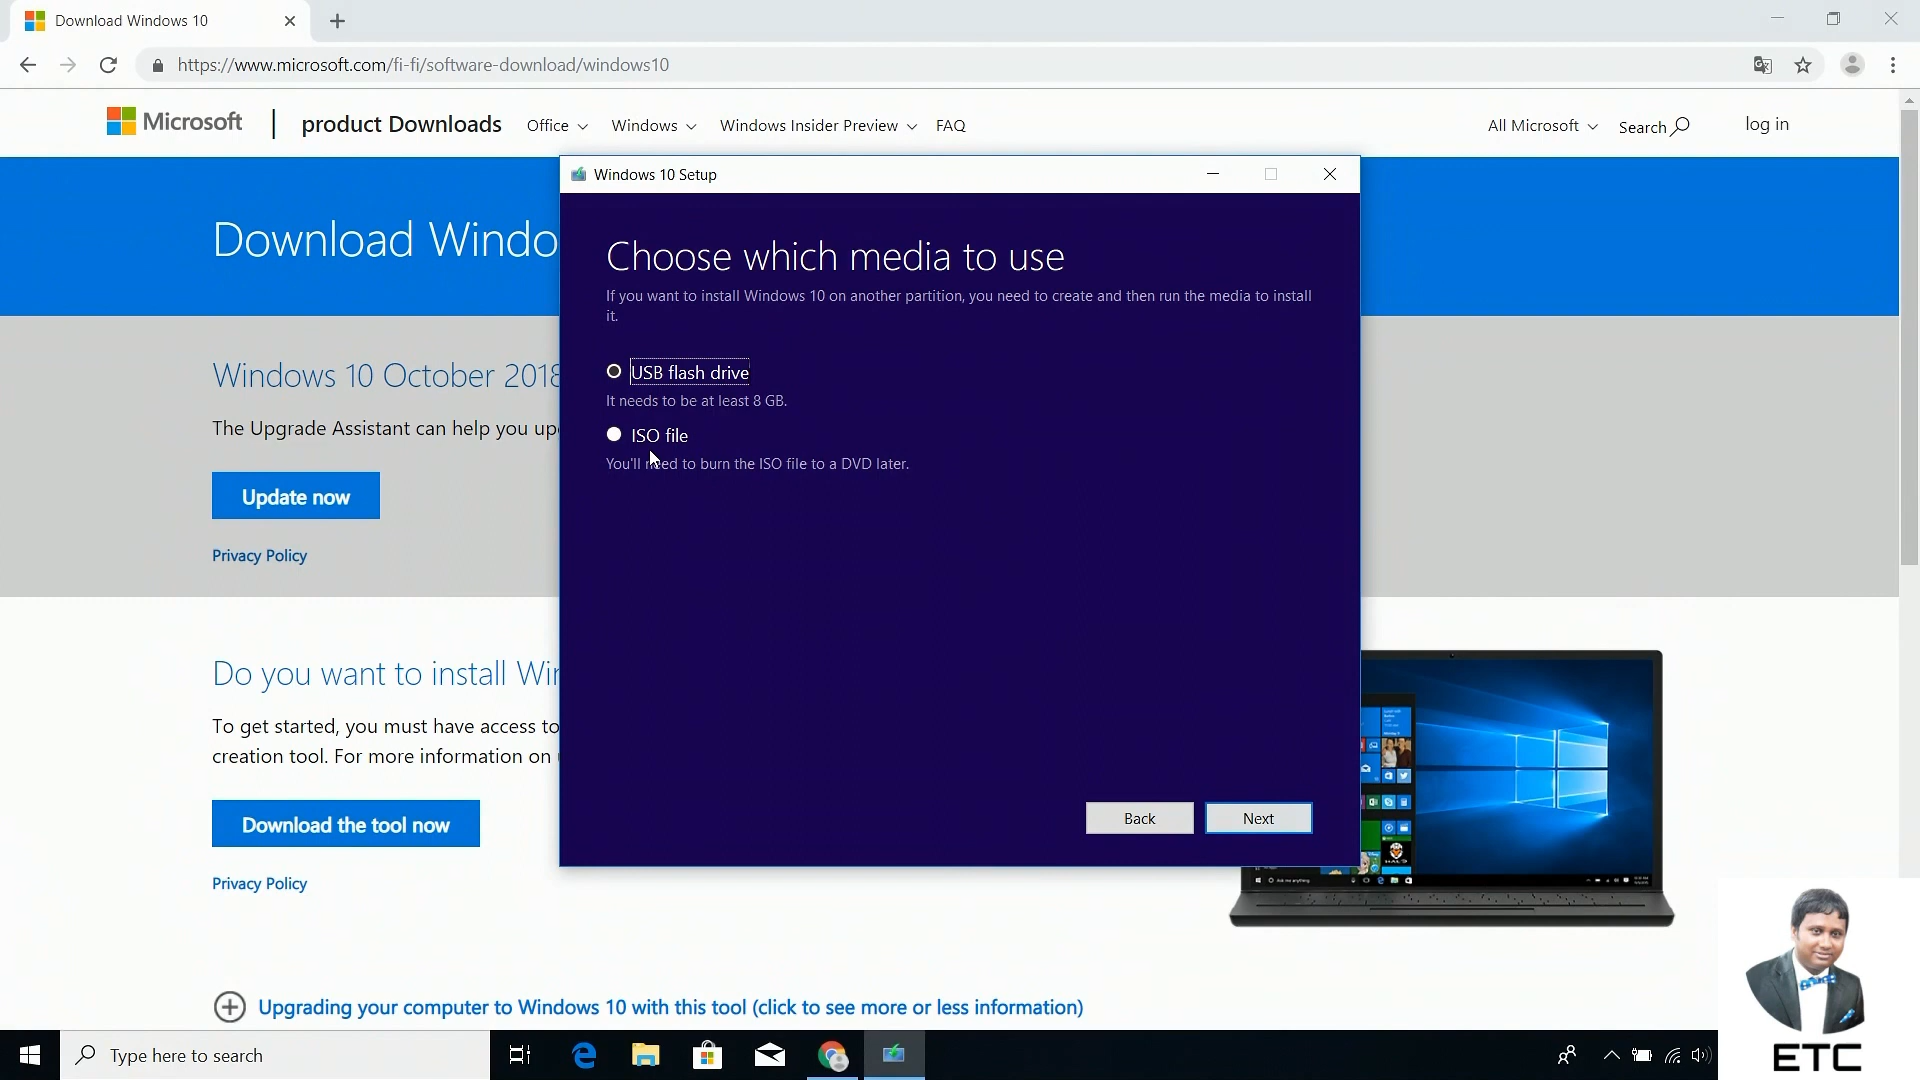 Download Windows 10
https://www.microsoft.com/fi-fi/software-download/windows10
Microsoft
product Downloads
Office
Windows
Windows Insider Preview
FAQ
All Microsoft
Search
log in
Windows 10 Setup
Download Windo
Choose which media to use
If you want to install Windows 10 on another partition, you need to create and then run the media to install
it.
Windows 10 October 2018
USB flash drive
It needs to be at least 8 GB.
The Upgrade Assistant can help you up
ISO file
You'll need to burn the ISO file to a DVD later.
Update now
Privacy Policy
Do you want to install Wi
To get started, you must have access to
creation tool. For more information on
Back
Next
Download the tool now
Privacy Policy
Upgrading your computer to Windows 10 with this tool (click to see more or less information)
Type here to search
ETC